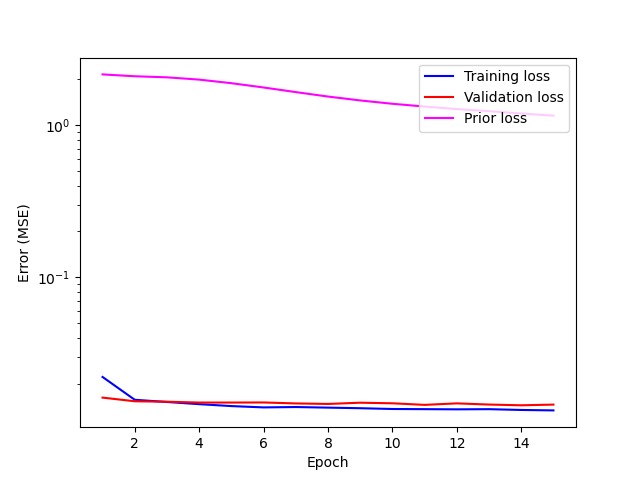 Training loss
Validation loss
Prior loss
10⁰
10⁻¹
Error (MSE)
2 4 6 8 10 12 14
Epoch